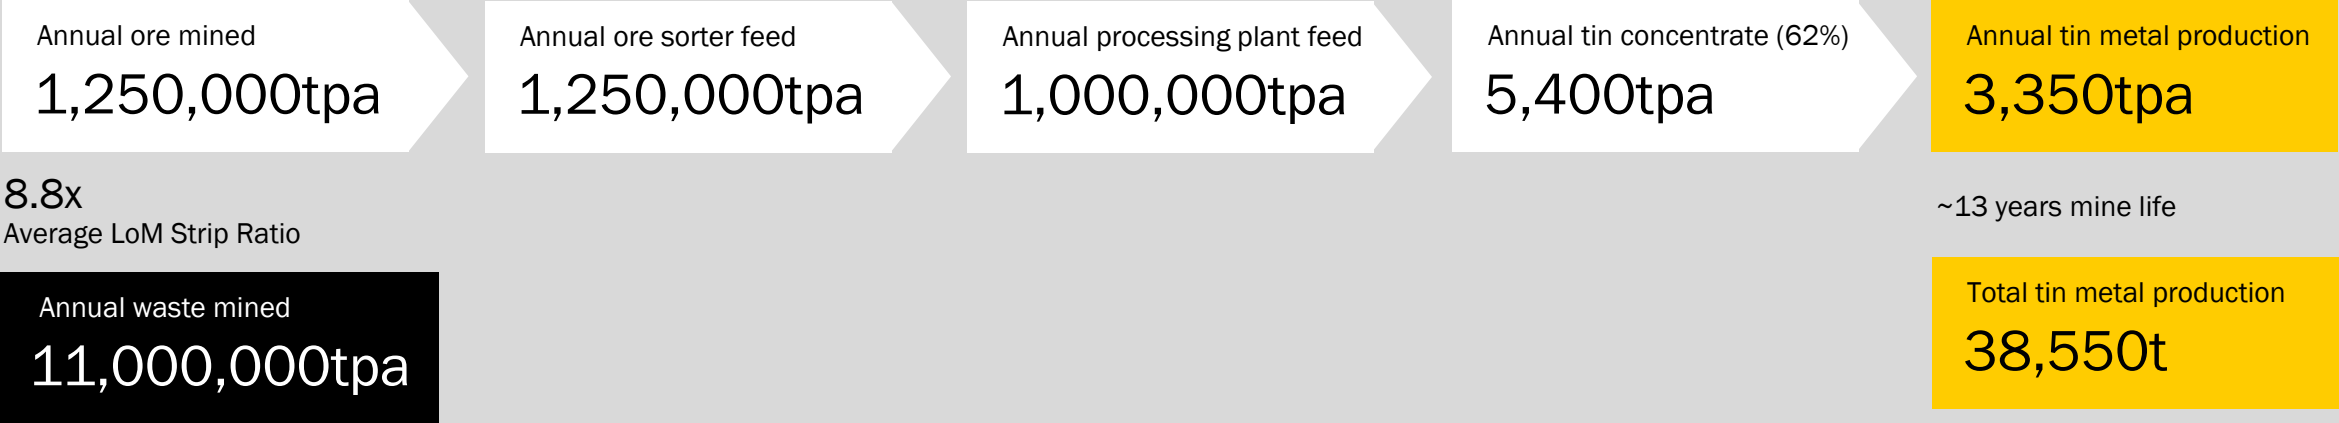 Annual ore mined
1,250,000tpa
Annual ore sorter feed
1,250,000tpa
Annual processing plant feed
1,000,000tpa
Annual tin concentrate (62%)
5,400tpa
Annual tin metal production
3,350tpa
8.8x
Average LoM Strip Ratio
~13 years mine life
Annual waste mined
11,000,000tpa
Total tin metal production
38,550t